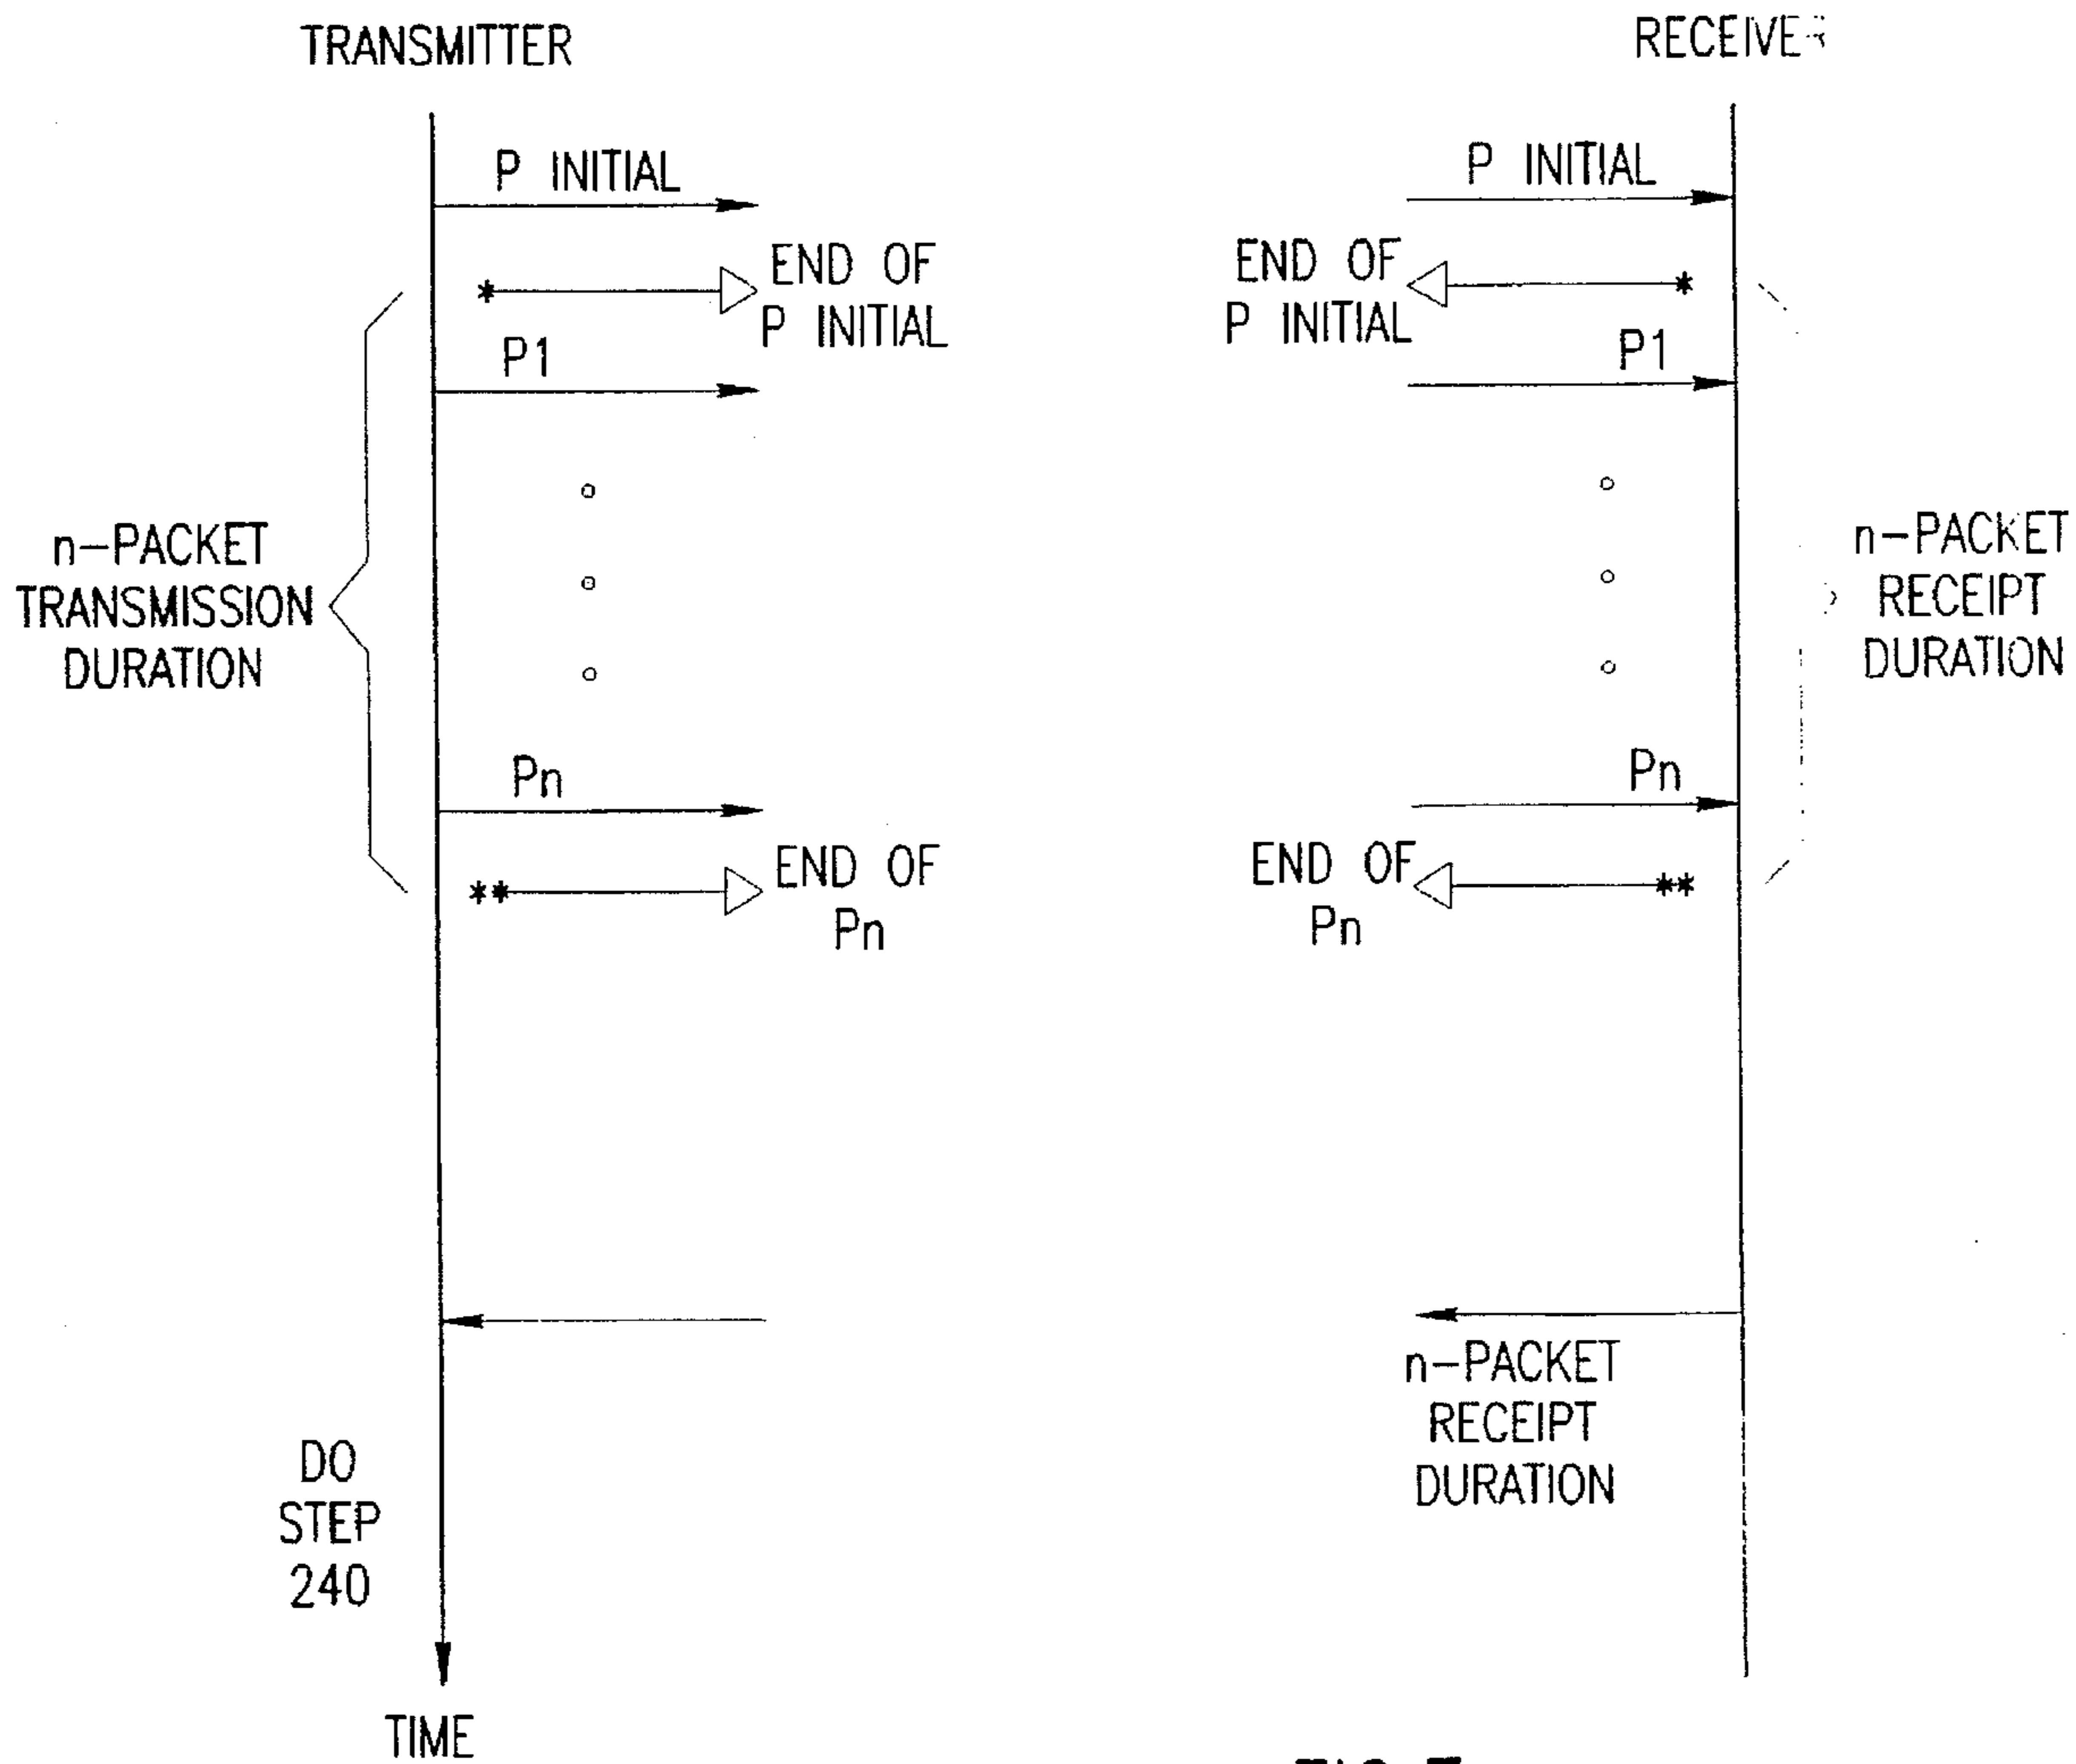 TRANSMITTER
RECEIVER
P INITIAL
P INITIAL
* END OF
P INITIAL
END OF *
P INITIAL
P1
P1
n-PACKET
TRANSMISSION
DURATION
n-PACKET
RECEIPT
DURATION
Pn
Pn
** END OF
Pn
END OF **
Pn
n-PACKET
RECEIPT
DURATION
DO
STEP
240
TIME